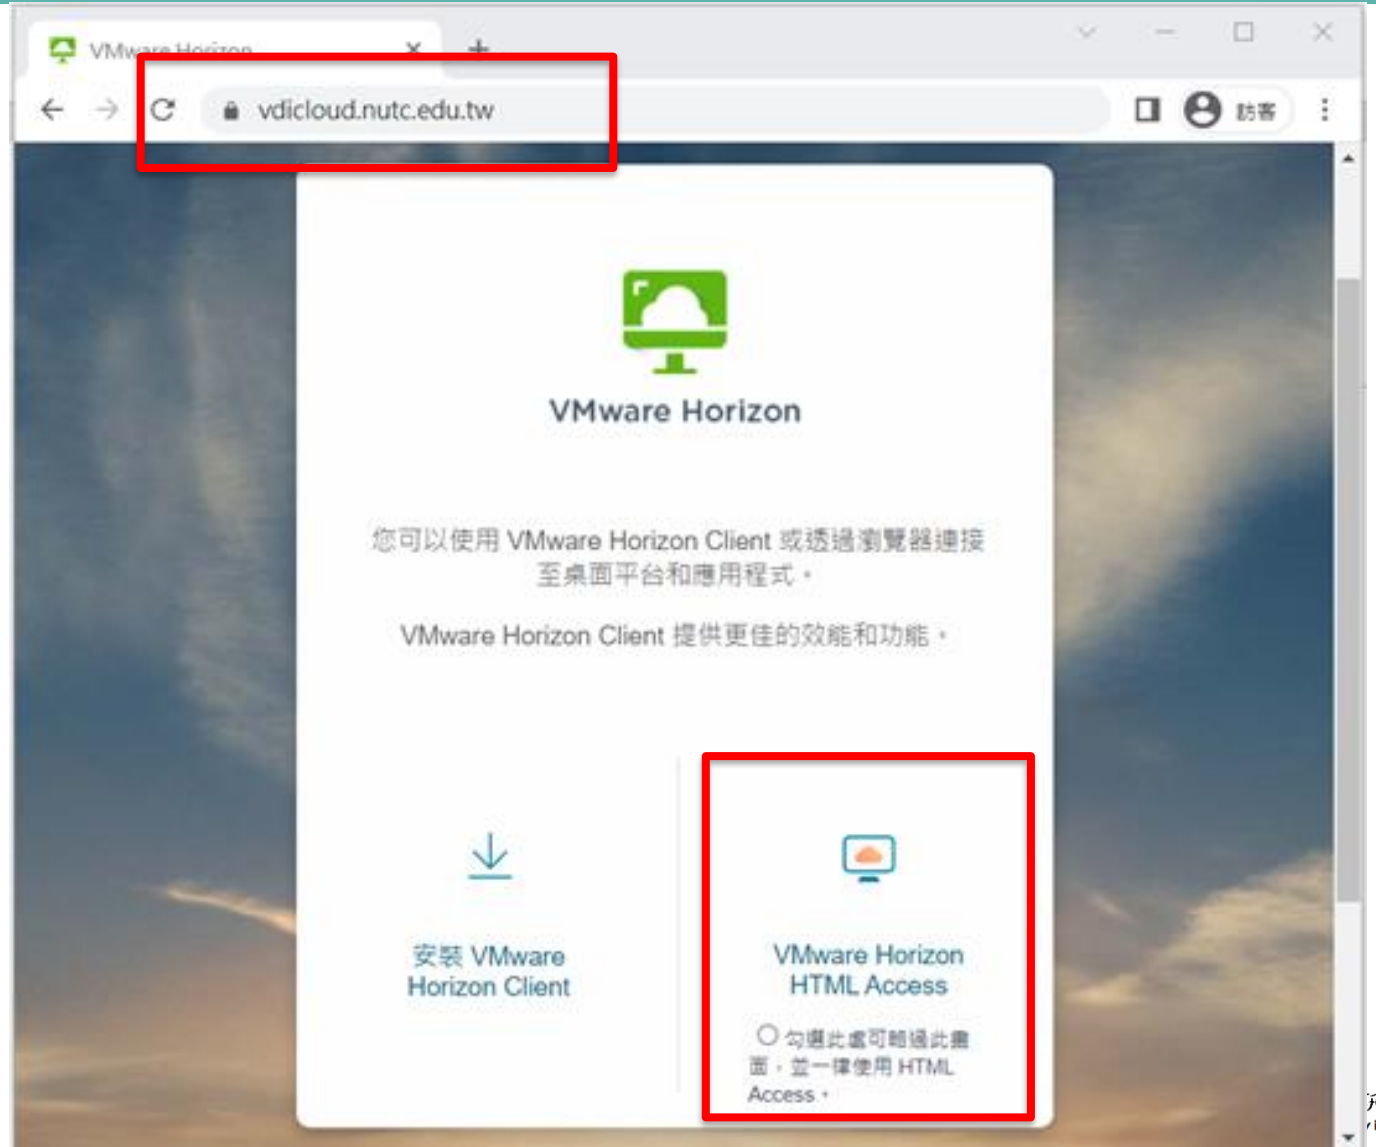 VMware Horizon
vdicloud.nutc.edu.tw
訪客
VMware Horizon
您可以使用 VMware Horizon Client 或透過瀏覽器連接
至桌面平台和應用程式。
VMware Horizon Client 提供更佳的效能和功能。
安裝 VMware
Horizon Client
VMware Horizon
HTML Access
勾選此處可略過此畫
面，並一律使用 HTML
Access。